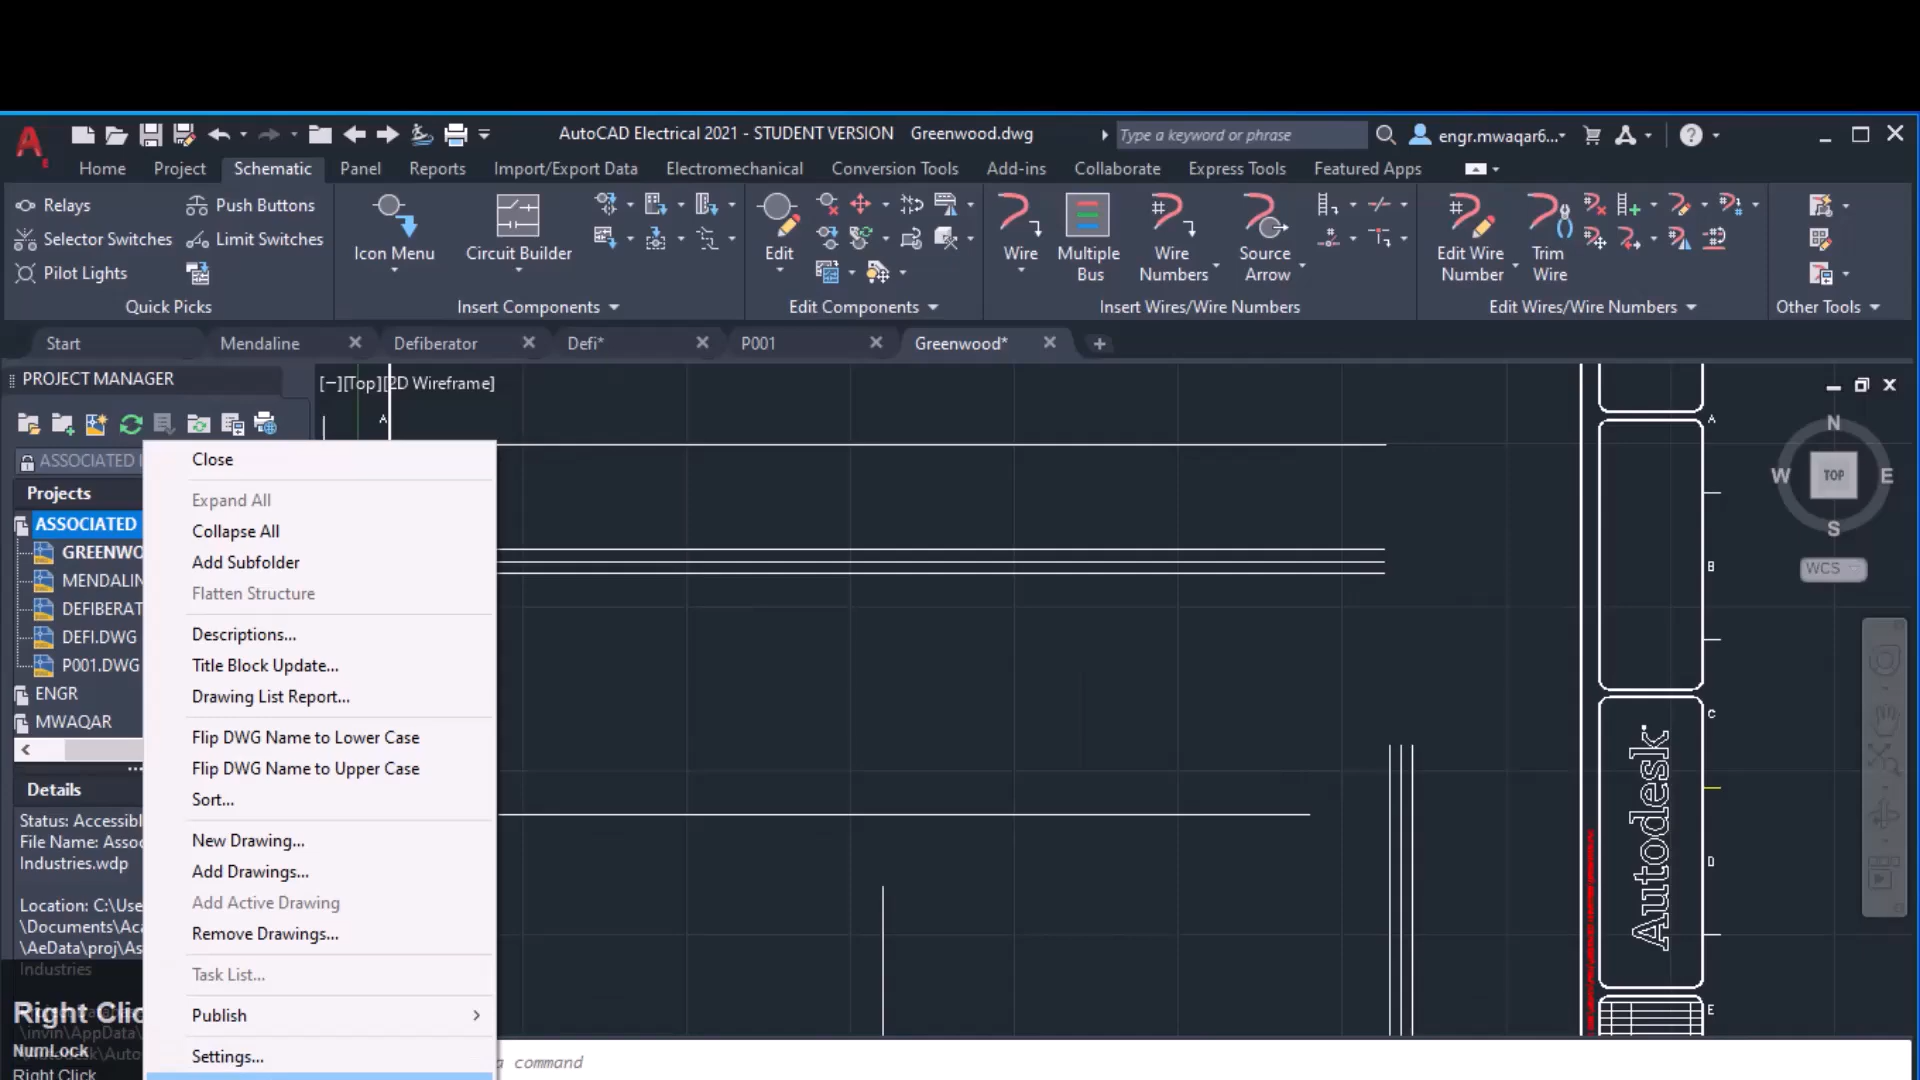 AutoCAD Electrical 2021 - STUDENT VERSION Greenwood.dwg
Type a keyword or phrase
engr.mwaqar6...
Home Project Schematic Panel Reports Import/Export Data Electromechanical Conversion Tools Add-ins Collaborate Express Tools Featured Apps
Relays Push Buttons
Selector Switches Limit Switches
Pilot Lights
Icon Menu Circuit Builder Edit Wire Multiple Bus Wire Numbers Source Arrow Edit Wire Number Trim Wire
Quick Picks Insert Components Edit Components Insert Wires/Wire Numbers Edit Wires/Wire Numbers Other Tools
Start Mendaline Defiberator Defi* P001 Greenwood*
PROJECT MANAGER
[−][Top][2D Wireframe]
ASSOCIATED
Projects
ASSOCIATED
GREENWO
MENDALIN
DEFIBERAT
DEFI.DWG
P001.DWG
ENGR
MWAQAR
Details
Status: Accessibl
File Name: Assoc
Industries.wdp
Location: C:\Use
\Documents\Aca
\AeData\proj\As
Industries
Right Clic
\invin\AppData\
NumLock
Right Click
Close
Expand All
Collapse All
Add Subfolder
Flatten Structure
Descriptions...
Title Block Update...
Drawing List Report...
Flip DWG Name to Lower Case
Flip DWG Name to Upper Case
Sort...
New Drawing...
Add Drawings...
Add Active Drawing
Remove Drawings...
Task List...
Publish
Settings...
a command
A
A
B
C
D
E
Autodesk
N
W TOP E
S
WCS